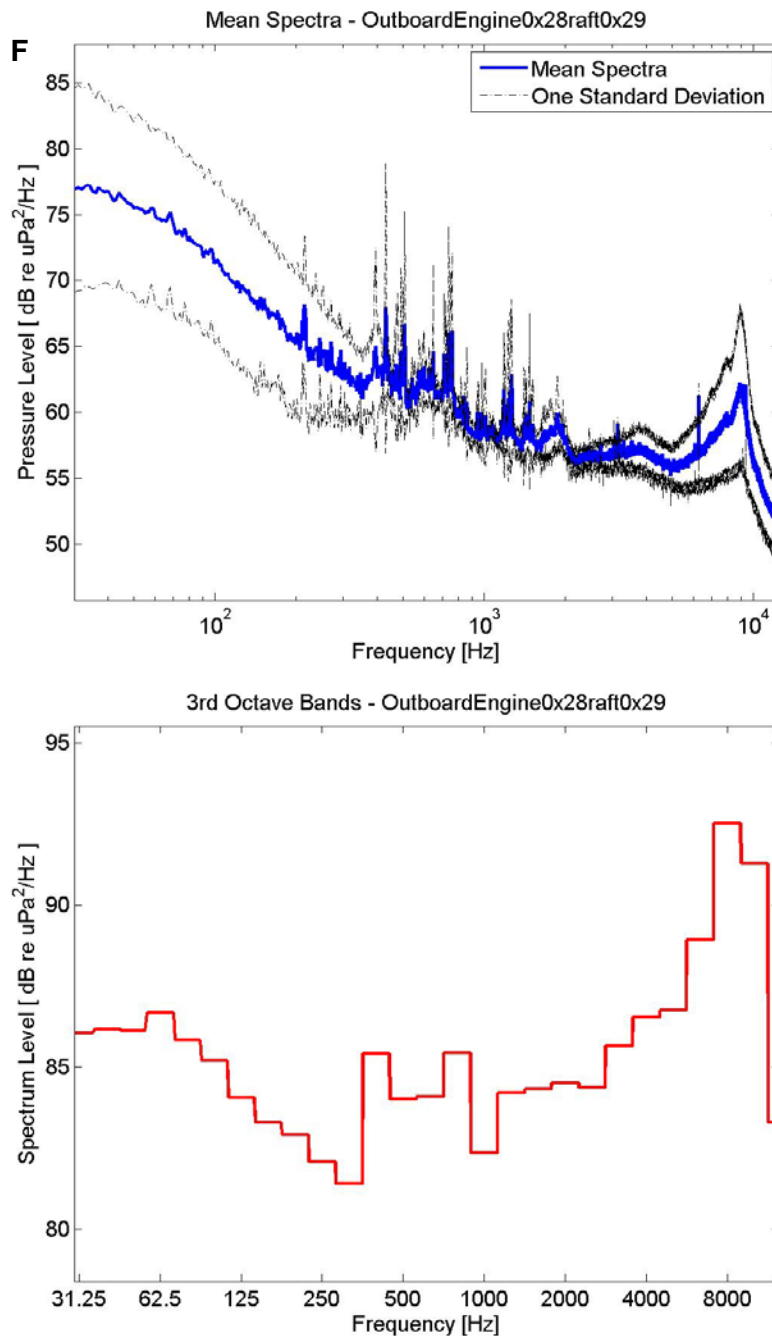 Mean Spectra - OutboardEngine0x28raft0x29
F
Mean Spectra
One Standard Deviation
85
80
75
70
65
60
55
50
Pressure Level [ dB re uPa²/Hz ]
10² 10³ 10⁴
Frequency [Hz]
3rd Octave Bands - OutboardEngine0x28raft0x29
95
90
85
80
Spectrum Level [ dB re uPa²/Hz ]
31.25 62.5 125 250 500 1000 2000 4000 8000
Frequency [Hz]